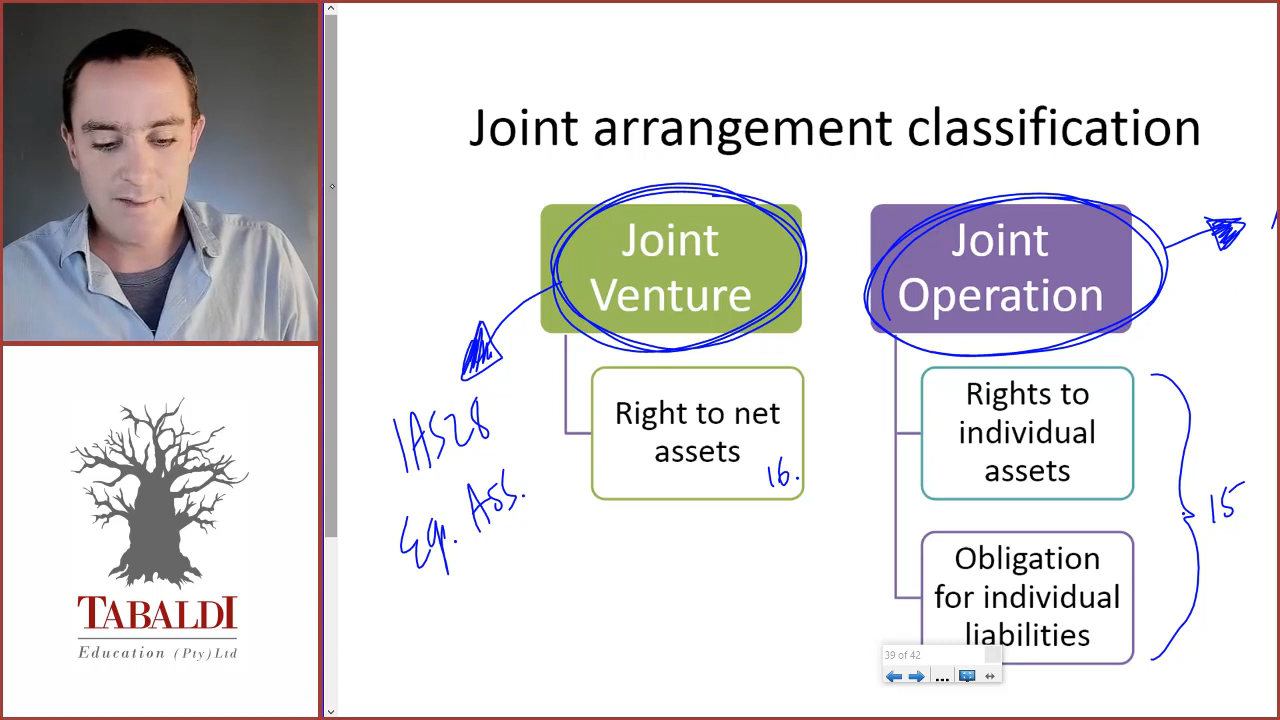 Joint arrangement classification
Joint
Venture
Joint
Operation
Right to net
assets
16.
Rights to
individual
assets
Obligation
for individual
liabilities
15
IAS28
Eq. Ass.
39 of 42
...
TABALDI
Education (Pty) Ltd